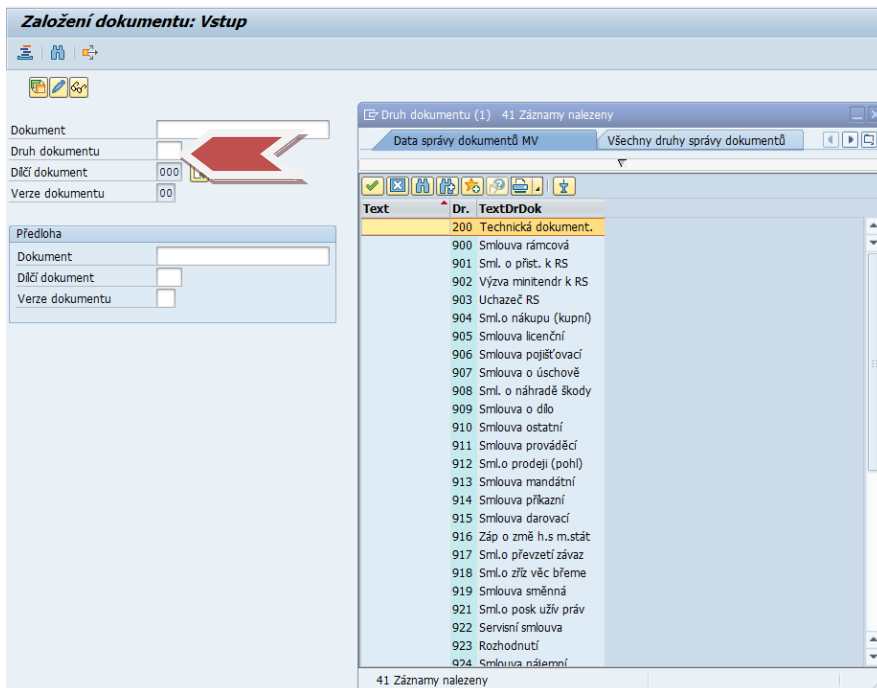 Založení dokumentu: Vstup
Dokument
Druh dokumentu
Dílčí dokument 000
Verze dokumentu 00
Předloha
Dokument
Dílčí dokument
Verze dokumentu
Druh dokumentu (1) 41 Záznamy nalezeny
Data správy dokumentů MV Všechny druhy správy dokumentů
Text Dr. TextDrDok
200 Technická dokument.
900 Smlouva rámcová
901 Sml. o přist. k RS
902 Výzva minitendr k RS
903 Uchazeč RS
904 Sml.o nákupu (kupní)
905 Smlouva licenční
906 Smlouva pojišťovací
907 Smlouva o úschově
908 Sml. o náhradě škody
909 Smlouva o dílo
910 Smlouva ostatní
911 Smlouva prováděcí
912 Sml.o prodeji (pohl)
913 Smlouva mandátní
914 Smlouva příkazní
915 Smlouva darovací
916 Záp o změ h.s m.stát
917 Sml.o převzetí závaz
918 Sml.o zříz věc břeme
919 Smlouva směnná
921 Sml.o posk užív práv
922 Servisní smlouva
923 Rozhodnutí
924 Smlouva nájemní
41 Záznamy nalezeny